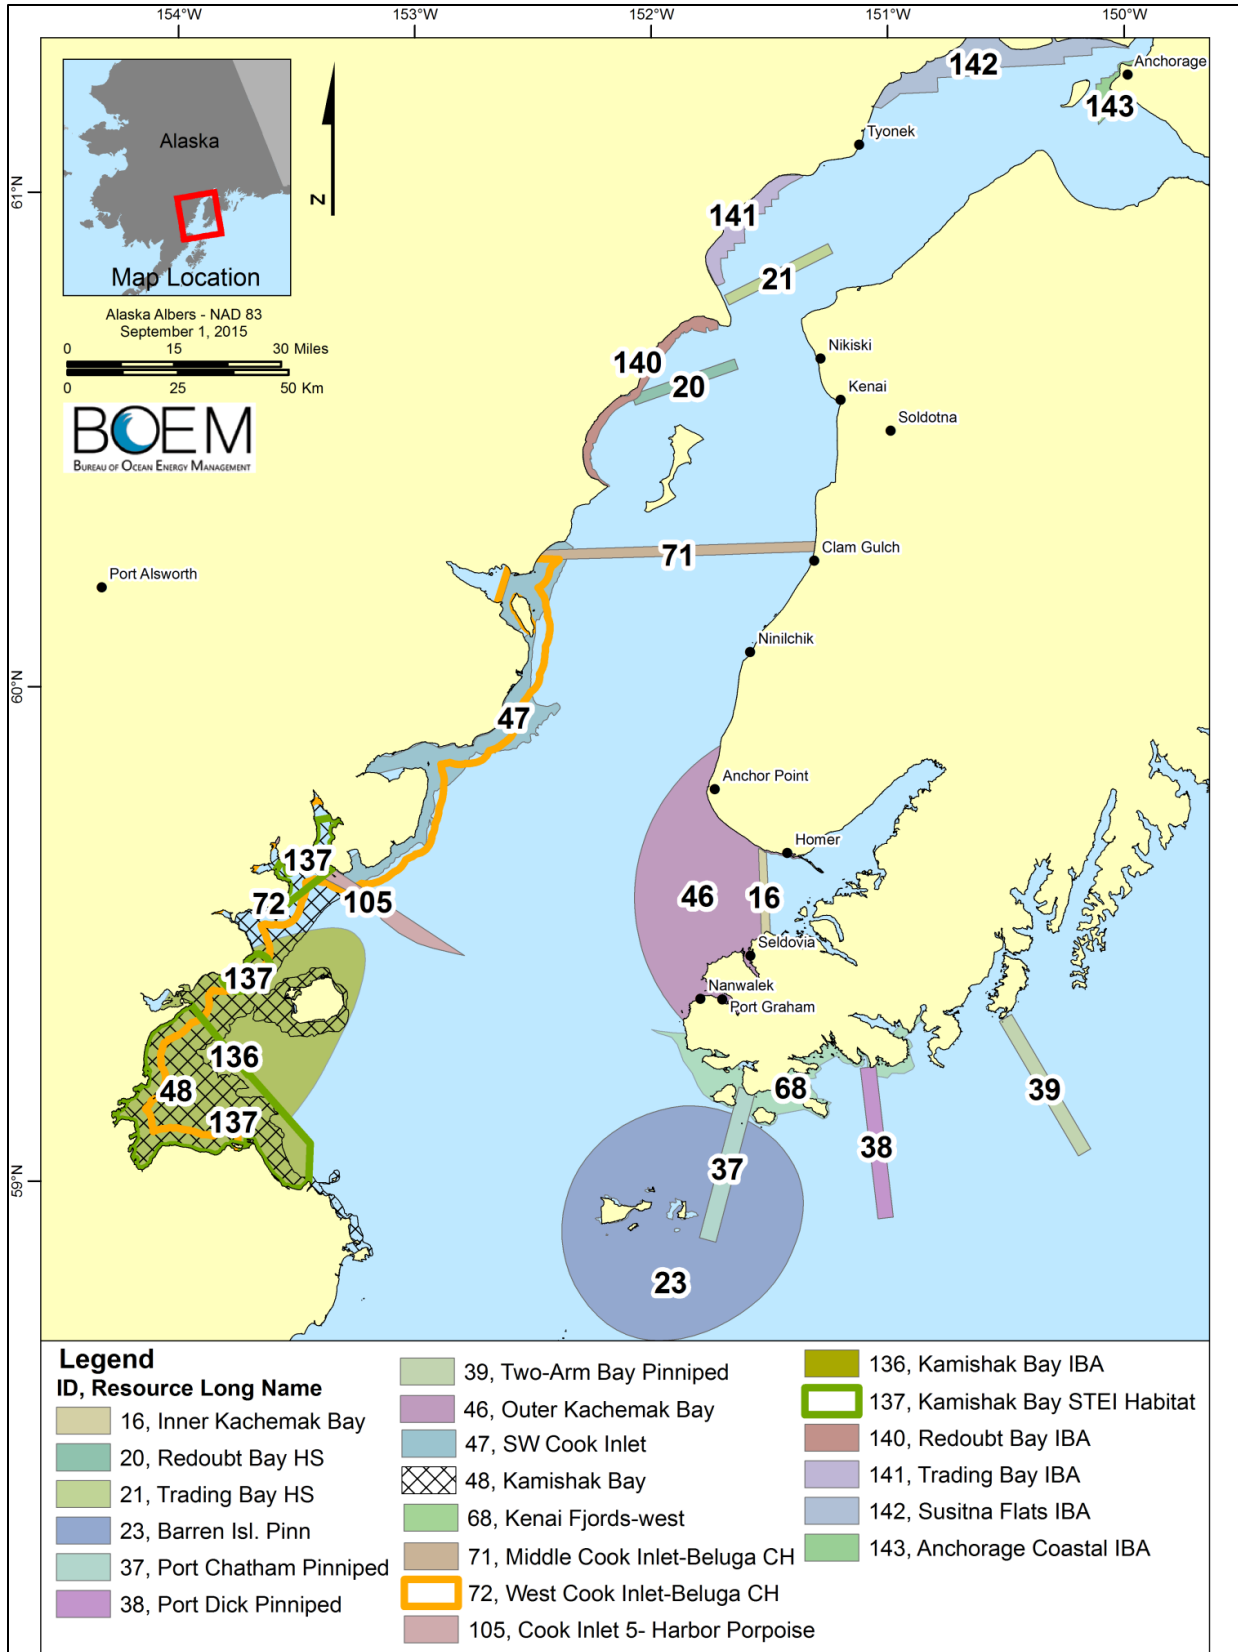 154°W
153°W
152°W
151°W
150°W
61°N
60°N
59°N
Alaska
Map Location
N
Alaska Albers - NAD 83
September 1, 2015
0 15 30 Miles
0 25 50 Km
BOEM
BUREAU OF OCEAN ENERGY MANAGEMENT
142
Anchorage
143
Tyonek
141
21
140
20
Nikiski
Kenai
Soldotna
71
Clam Gulch
Port Alsworth
Ninilchik
47
Anchor Point
Homer
137
72
105
46
16
Seldovia
137
Nanwalek
Port Graham
136
48
137
68
39
38
37
23
Legend
ID, Resource Long Name
16, Inner Kachemak Bay
20, Redoubt Bay HS
21, Trading Bay HS
23, Barren Isl. Pinn
37, Port Chatham Pinniped
38, Port Dick Pinniped
39, Two-Arm Bay Pinniped
46, Outer Kachemak Bay
47, SW Cook Inlet
48, Kamishak Bay
68, Kenai Fjords-west
71, Middle Cook Inlet-Beluga CH
72, West Cook Inlet-Beluga CH
105, Cook Inlet 5- Harbor Porpoise
136, Kamishak Bay IBA
137, Kamishak Bay STEI Habitat
140, Redoubt Bay IBA
141, Trading Bay IBA
142, Susitna Flats IBA
143, Anchorage Coastal IBA